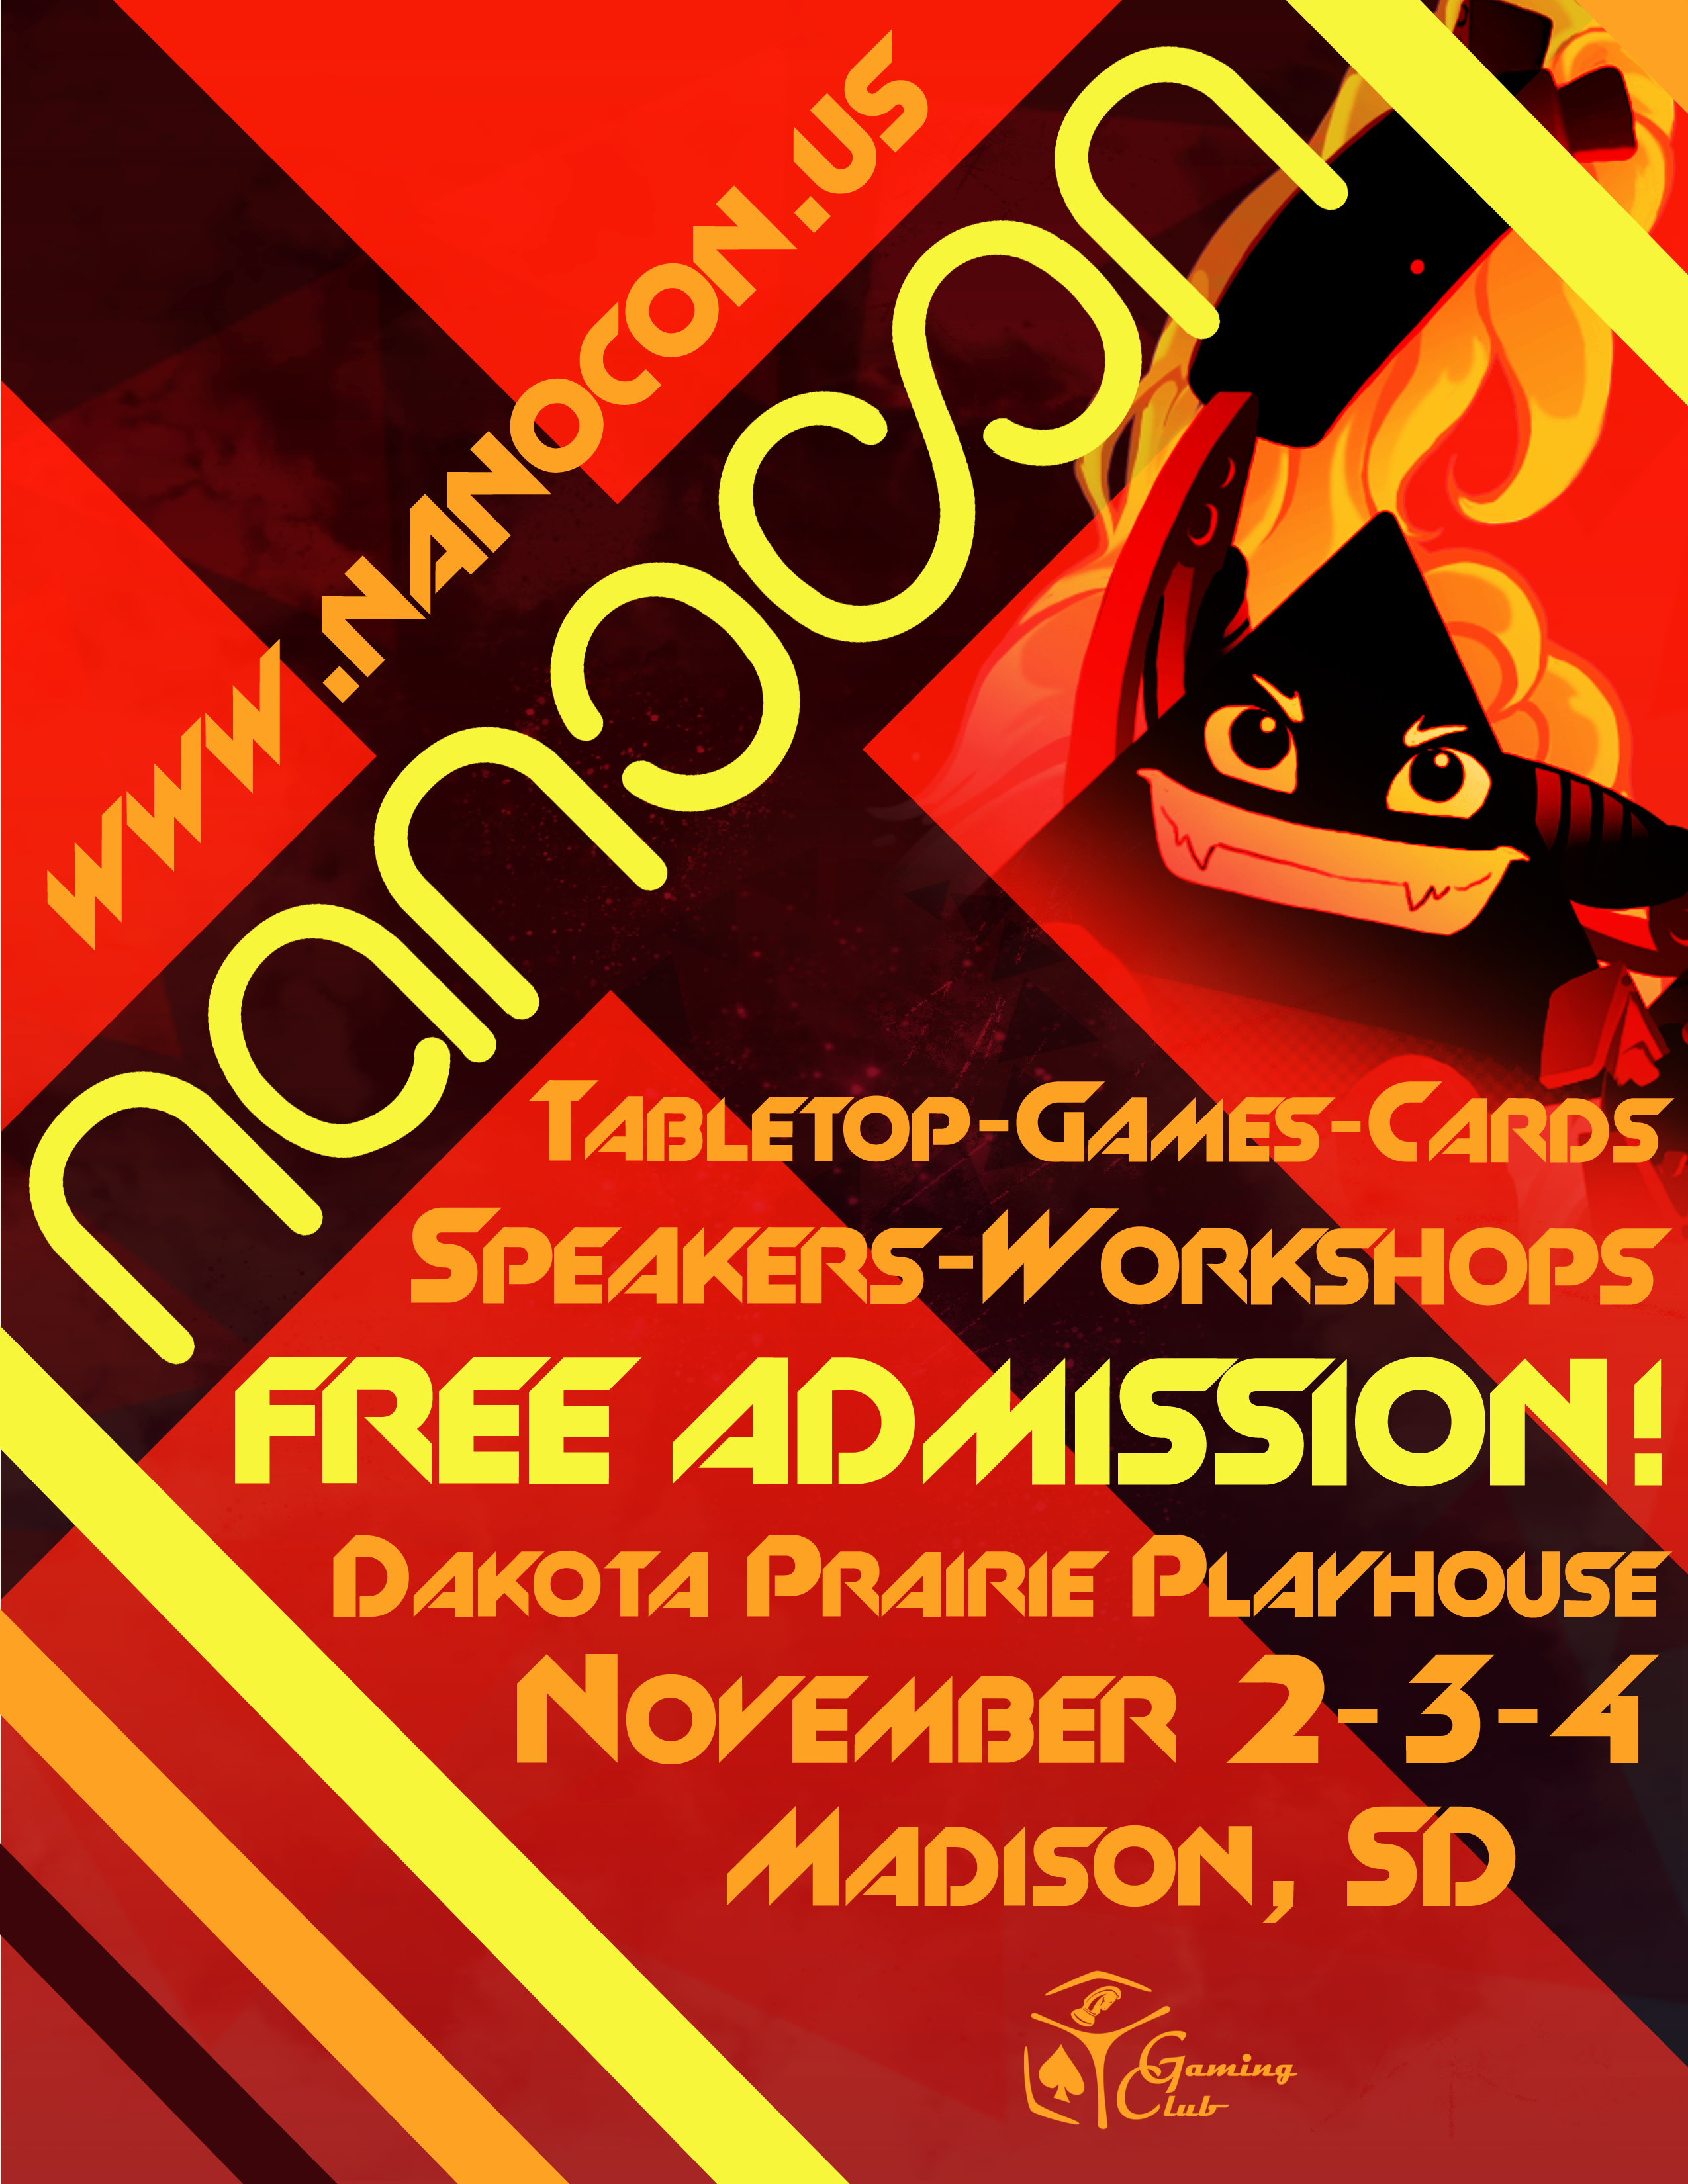 WWW.NANOCON.US
nanocon
Tabletop-Games-Cards
Speakers-Workshops
FREE ADMISSION!
Dakota Prairie Playhouse
November 2-3-4
Madison, SD
Gaming
Club